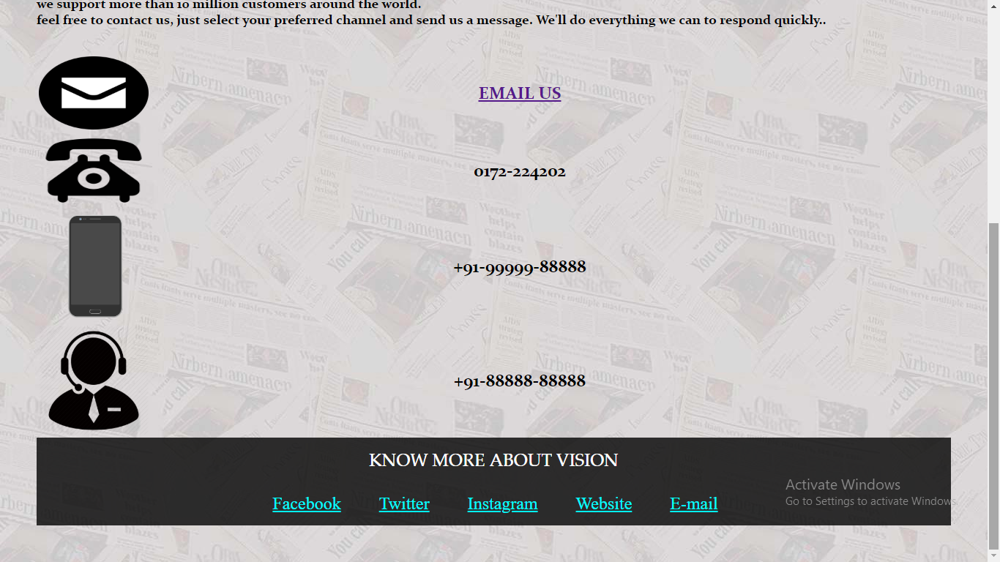 we support more than 10 million customers around the world.
feel free to contact us, just select your preferred channel and send us a message. We'll do everything we can to respond quickly..
EMAIL US
0172-224202
+91-99999-88888
+91-88888-88888
KNOW MORE ABOUT VISION
Facebook Twitter Instagram Website E-mail
Activate Windows
Go to Settings to activate Windows.